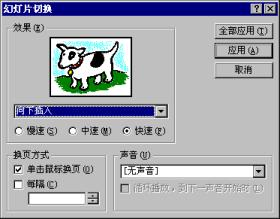 幻灯片切换
效果(E)
全部应用(T)
应用(A)
取消
向下插入
慢速(S) 中速(M) 快速(F)
换页方式
声音(U)
单击鼠标换页(O)
[无声音]
每隔(C)
循环播放，到下一声音开始时(L)